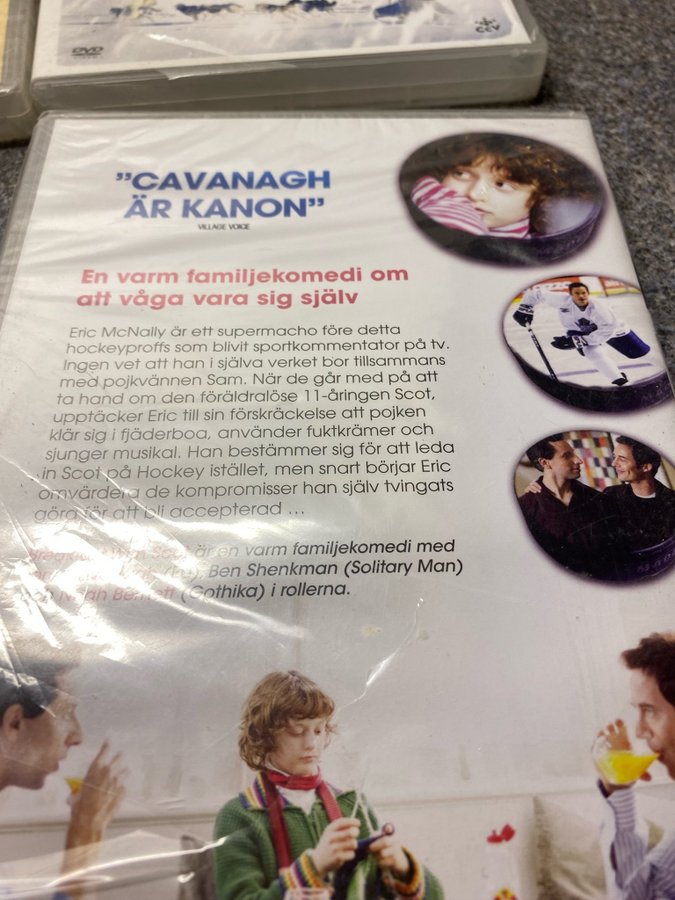 DVD
"CAVANAGH
ÄR KANON"
VILLAGE VOICE
En varm familjekomedi om
att våga vara sig själv
Eric McNally är ett supermacho före detta
hockeyproffs som blivit sportkommentator på tv.
Ingen vet att han i själva verket bor tillsammans
med pojkvännen Sam. När de går med på att
ta hand om den föräldralöse 11-åringen Scot,
upptäcker Eric till sin förskräckelse att pojken
klär sig i fjäderboa, använder fuktkrämer och
sjunger musikal. Han bestämmer sig för att leda
in Scot på Hockey istället, men snart börjar Eric
omvärdera de kompromisser han själv tvingats
göra för att bli accepterad ...
är en varm familjekomedi med
Ben Shenkman (Solitary Man)
(Gothika) i rollerna.